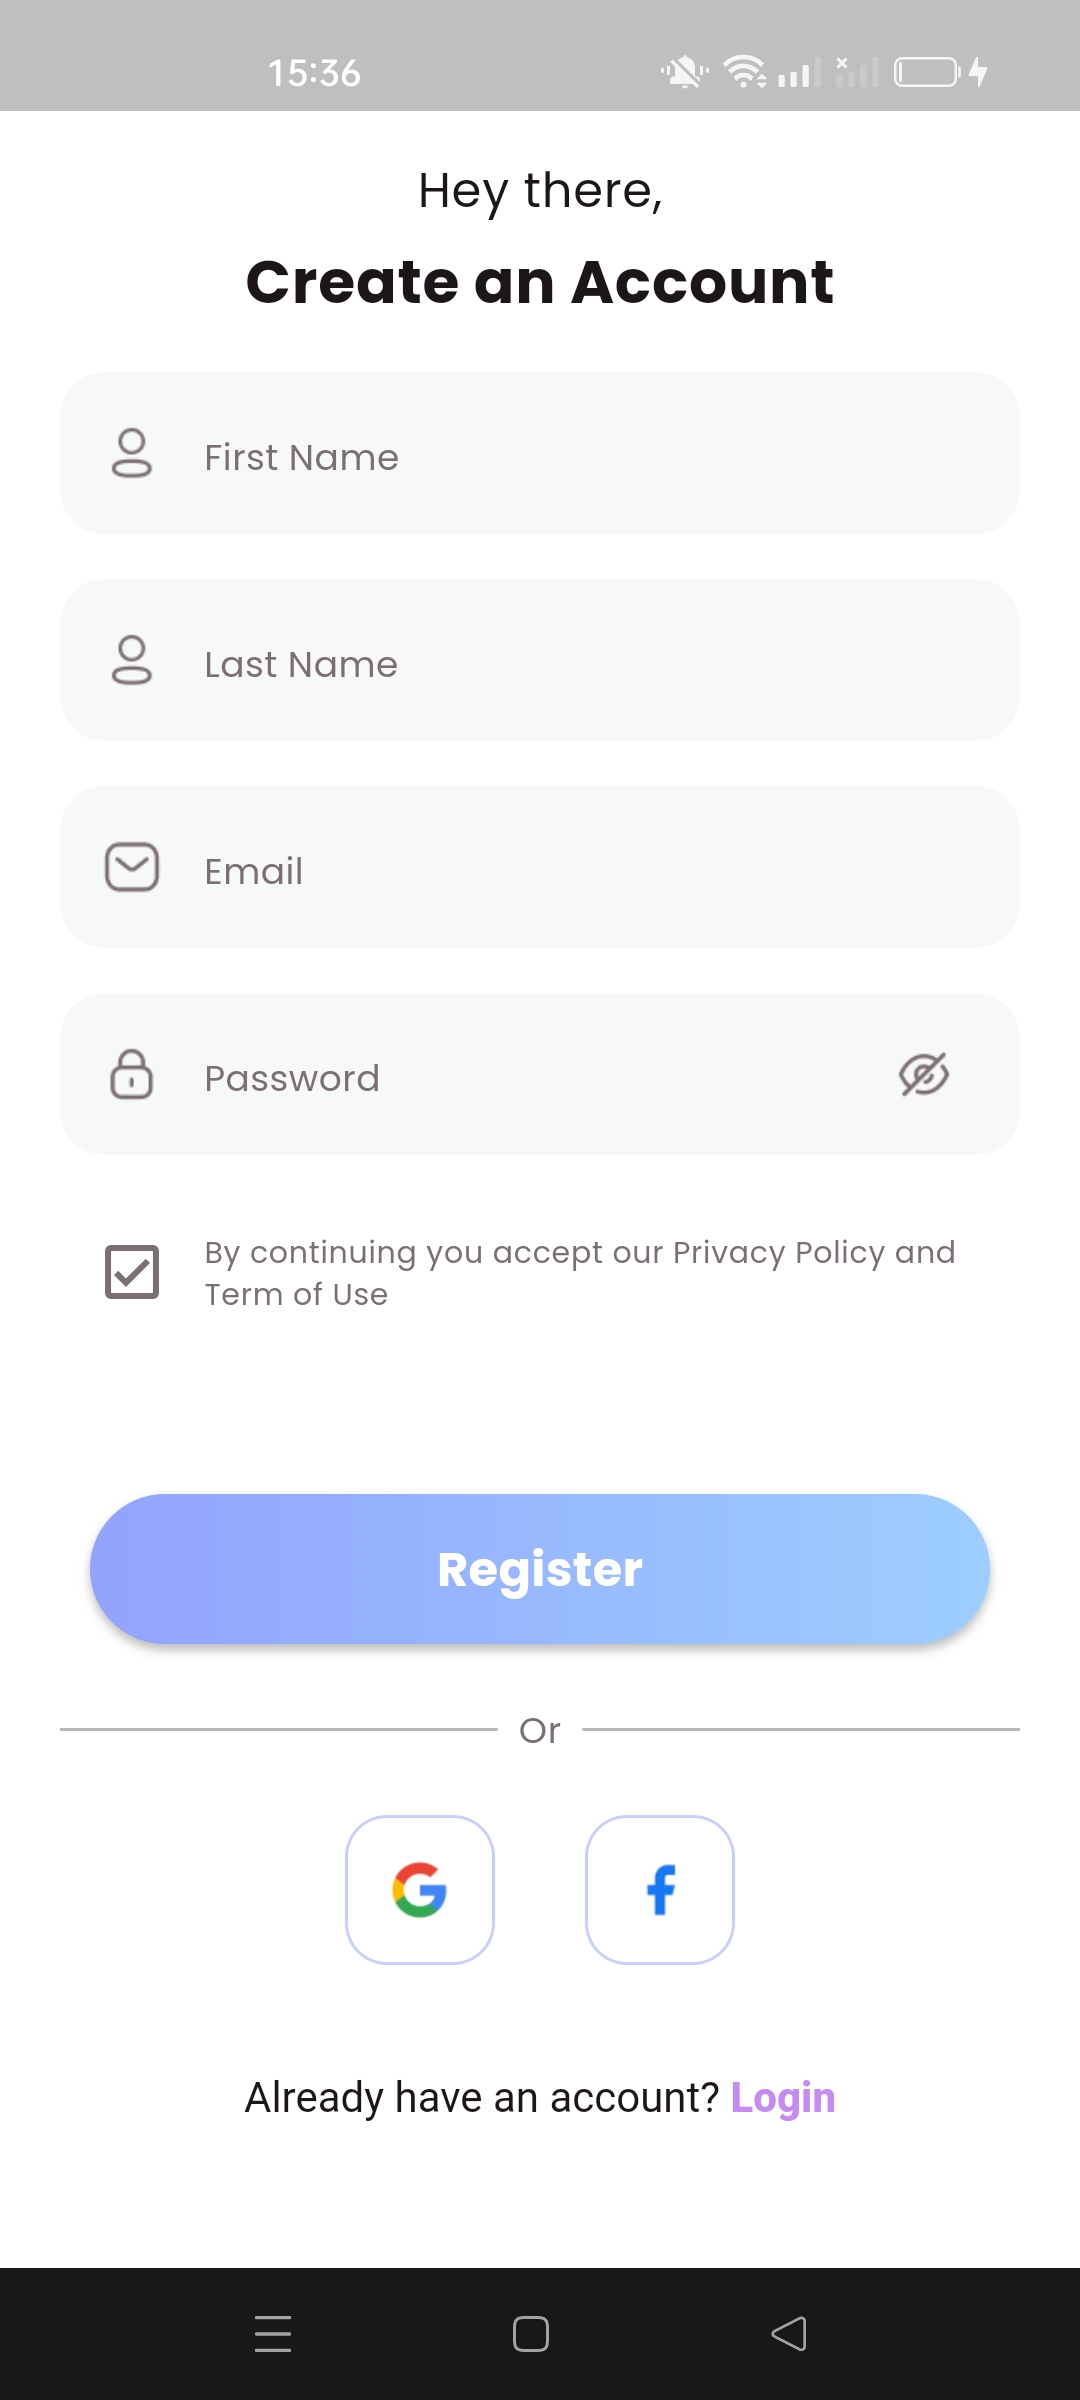 15:36
Hey there,
Create an Account
First Name
Last Name
Email
Password
By continuing you accept our Privacy Policy and
Term of Use
Register
Or
Already have an account? Login